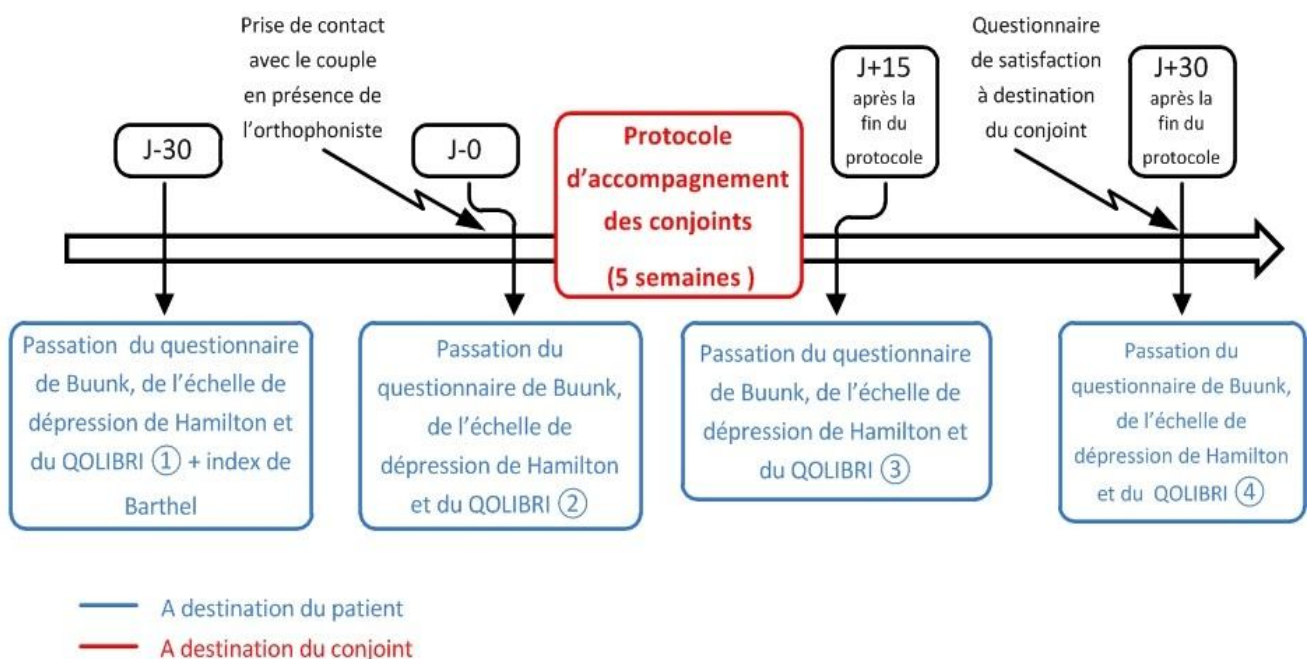 Prise de contact
avec le couple
en présence de
l'orthophoniste
J-30
J-0
Protocole
d'accompagnement
des conjoints
(5 semaines )
J+15
après la
fin du
protocole
Questionnaire
de satisfaction
à destination
du conjoint
J+30
après la
fin du
protocole
Passation du questionnaire
de Buunk, de l'échelle de
dépression de Hamilton et
du QOLIBRI ① + index de
Barthel
Passation du
questionnaire de Buunk,
de l'échelle de
dépression de Hamilton
et du QOLIBRI ②
Passation du questionnaire
de Buunk, de l'échelle de
dépression de Hamilton et
du QOLIBRI ③
Passation du
questionnaire de Buunk,
de l'échelle de
dépression de Hamilton
et du QOLIBRI ④
A destination du patient
A destination du conjoint